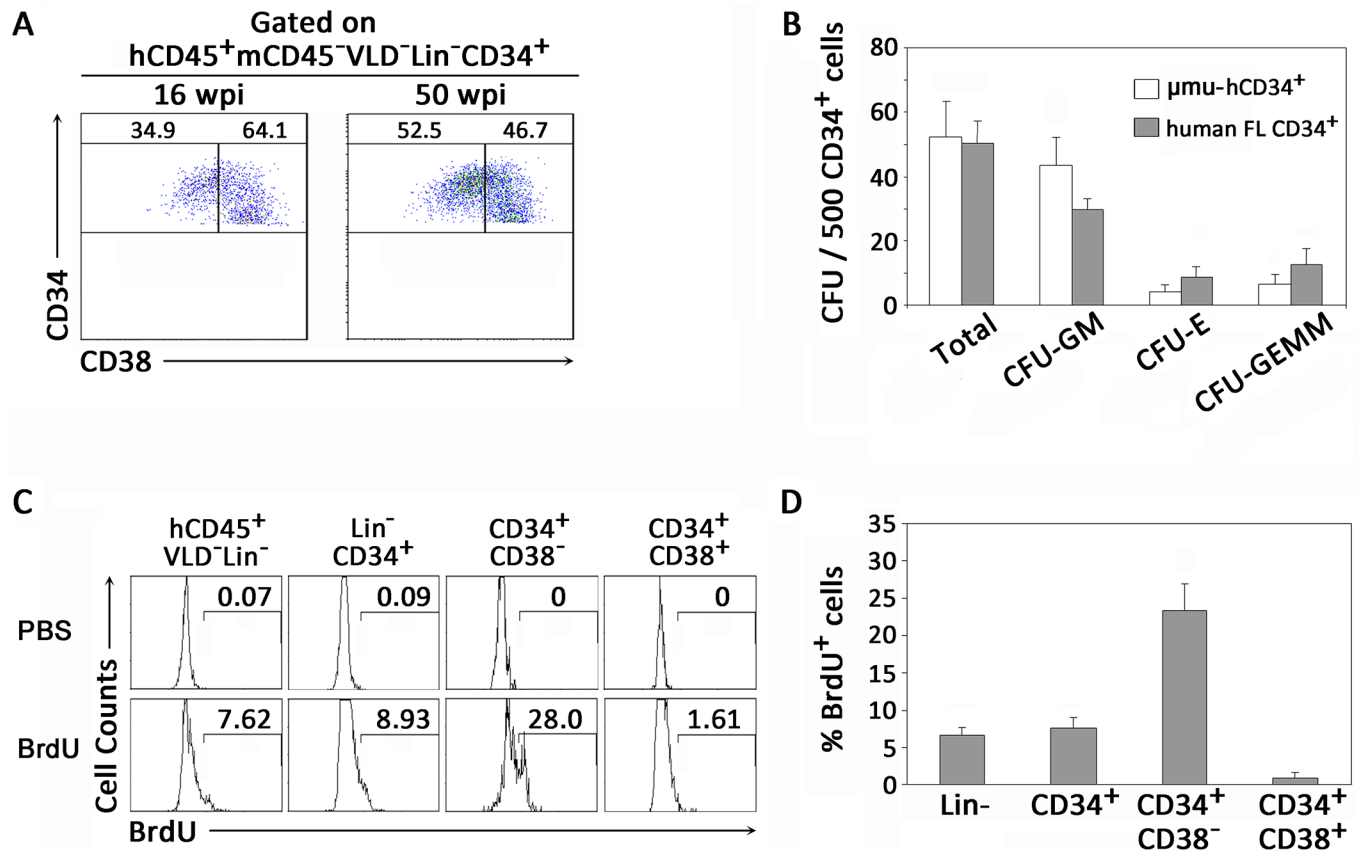 A
Gated on
hCD45⁺mCD45⁻VLD⁻Lin⁻CD34⁺
16 wpi
50 wpi
34.9 64.1
52.5 46.7
CD34
CD38
B
CFU / 500 CD34⁺ cells
80
60
40
20
0
µmu-hCD34⁺
human FL CD34⁺
Total
CFU-GM
CFU-E
CFU-GEMM
C
hCD45⁺
VLD⁻Lin⁻
Lin⁻
CD34⁺
CD34⁺
CD38⁻
CD34⁺
CD38⁺
PBS
0.07
0.09
0
0
BrdU
7.62
8.93
28.0
1.61
Cell Counts
BrdU
D
% BrdU⁺ cells
35
30
25
20
15
10
5
0
Lin-
CD34⁺
CD34⁺
CD38⁻
CD34⁺
CD38⁺